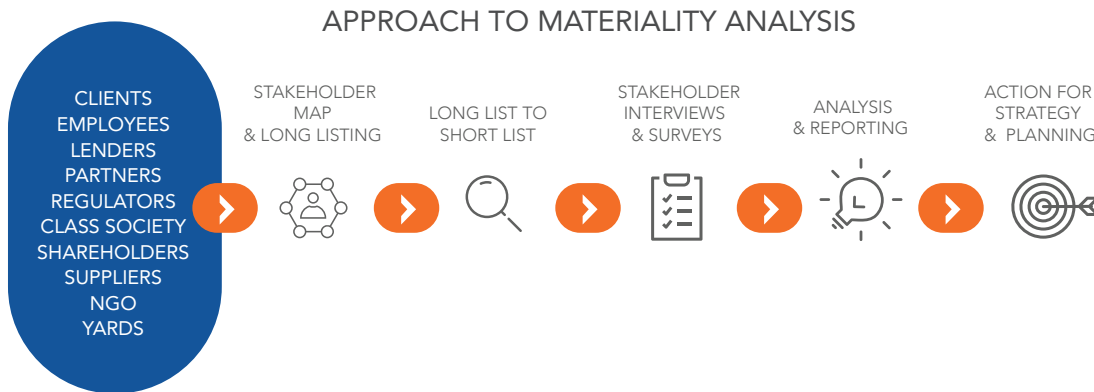 APPROACH TO MATERIALITY ANALYSIS
CLIENTS
EMPLOYEES
LENDERS
PARTNERS
REGULATORS
CLASS SOCIETY
SHAREHOLDERS
SUPPLIERS
NGO
YARDS
STAKEHOLDER
MAP
& LONG LISTING
LONG LIST TO
SHORT LIST
STAKEHOLDER
INTERVIEWS
& SURVEYS
ANALYSIS
& REPORTING
ACTION FOR
STRATEGY
& PLANNING